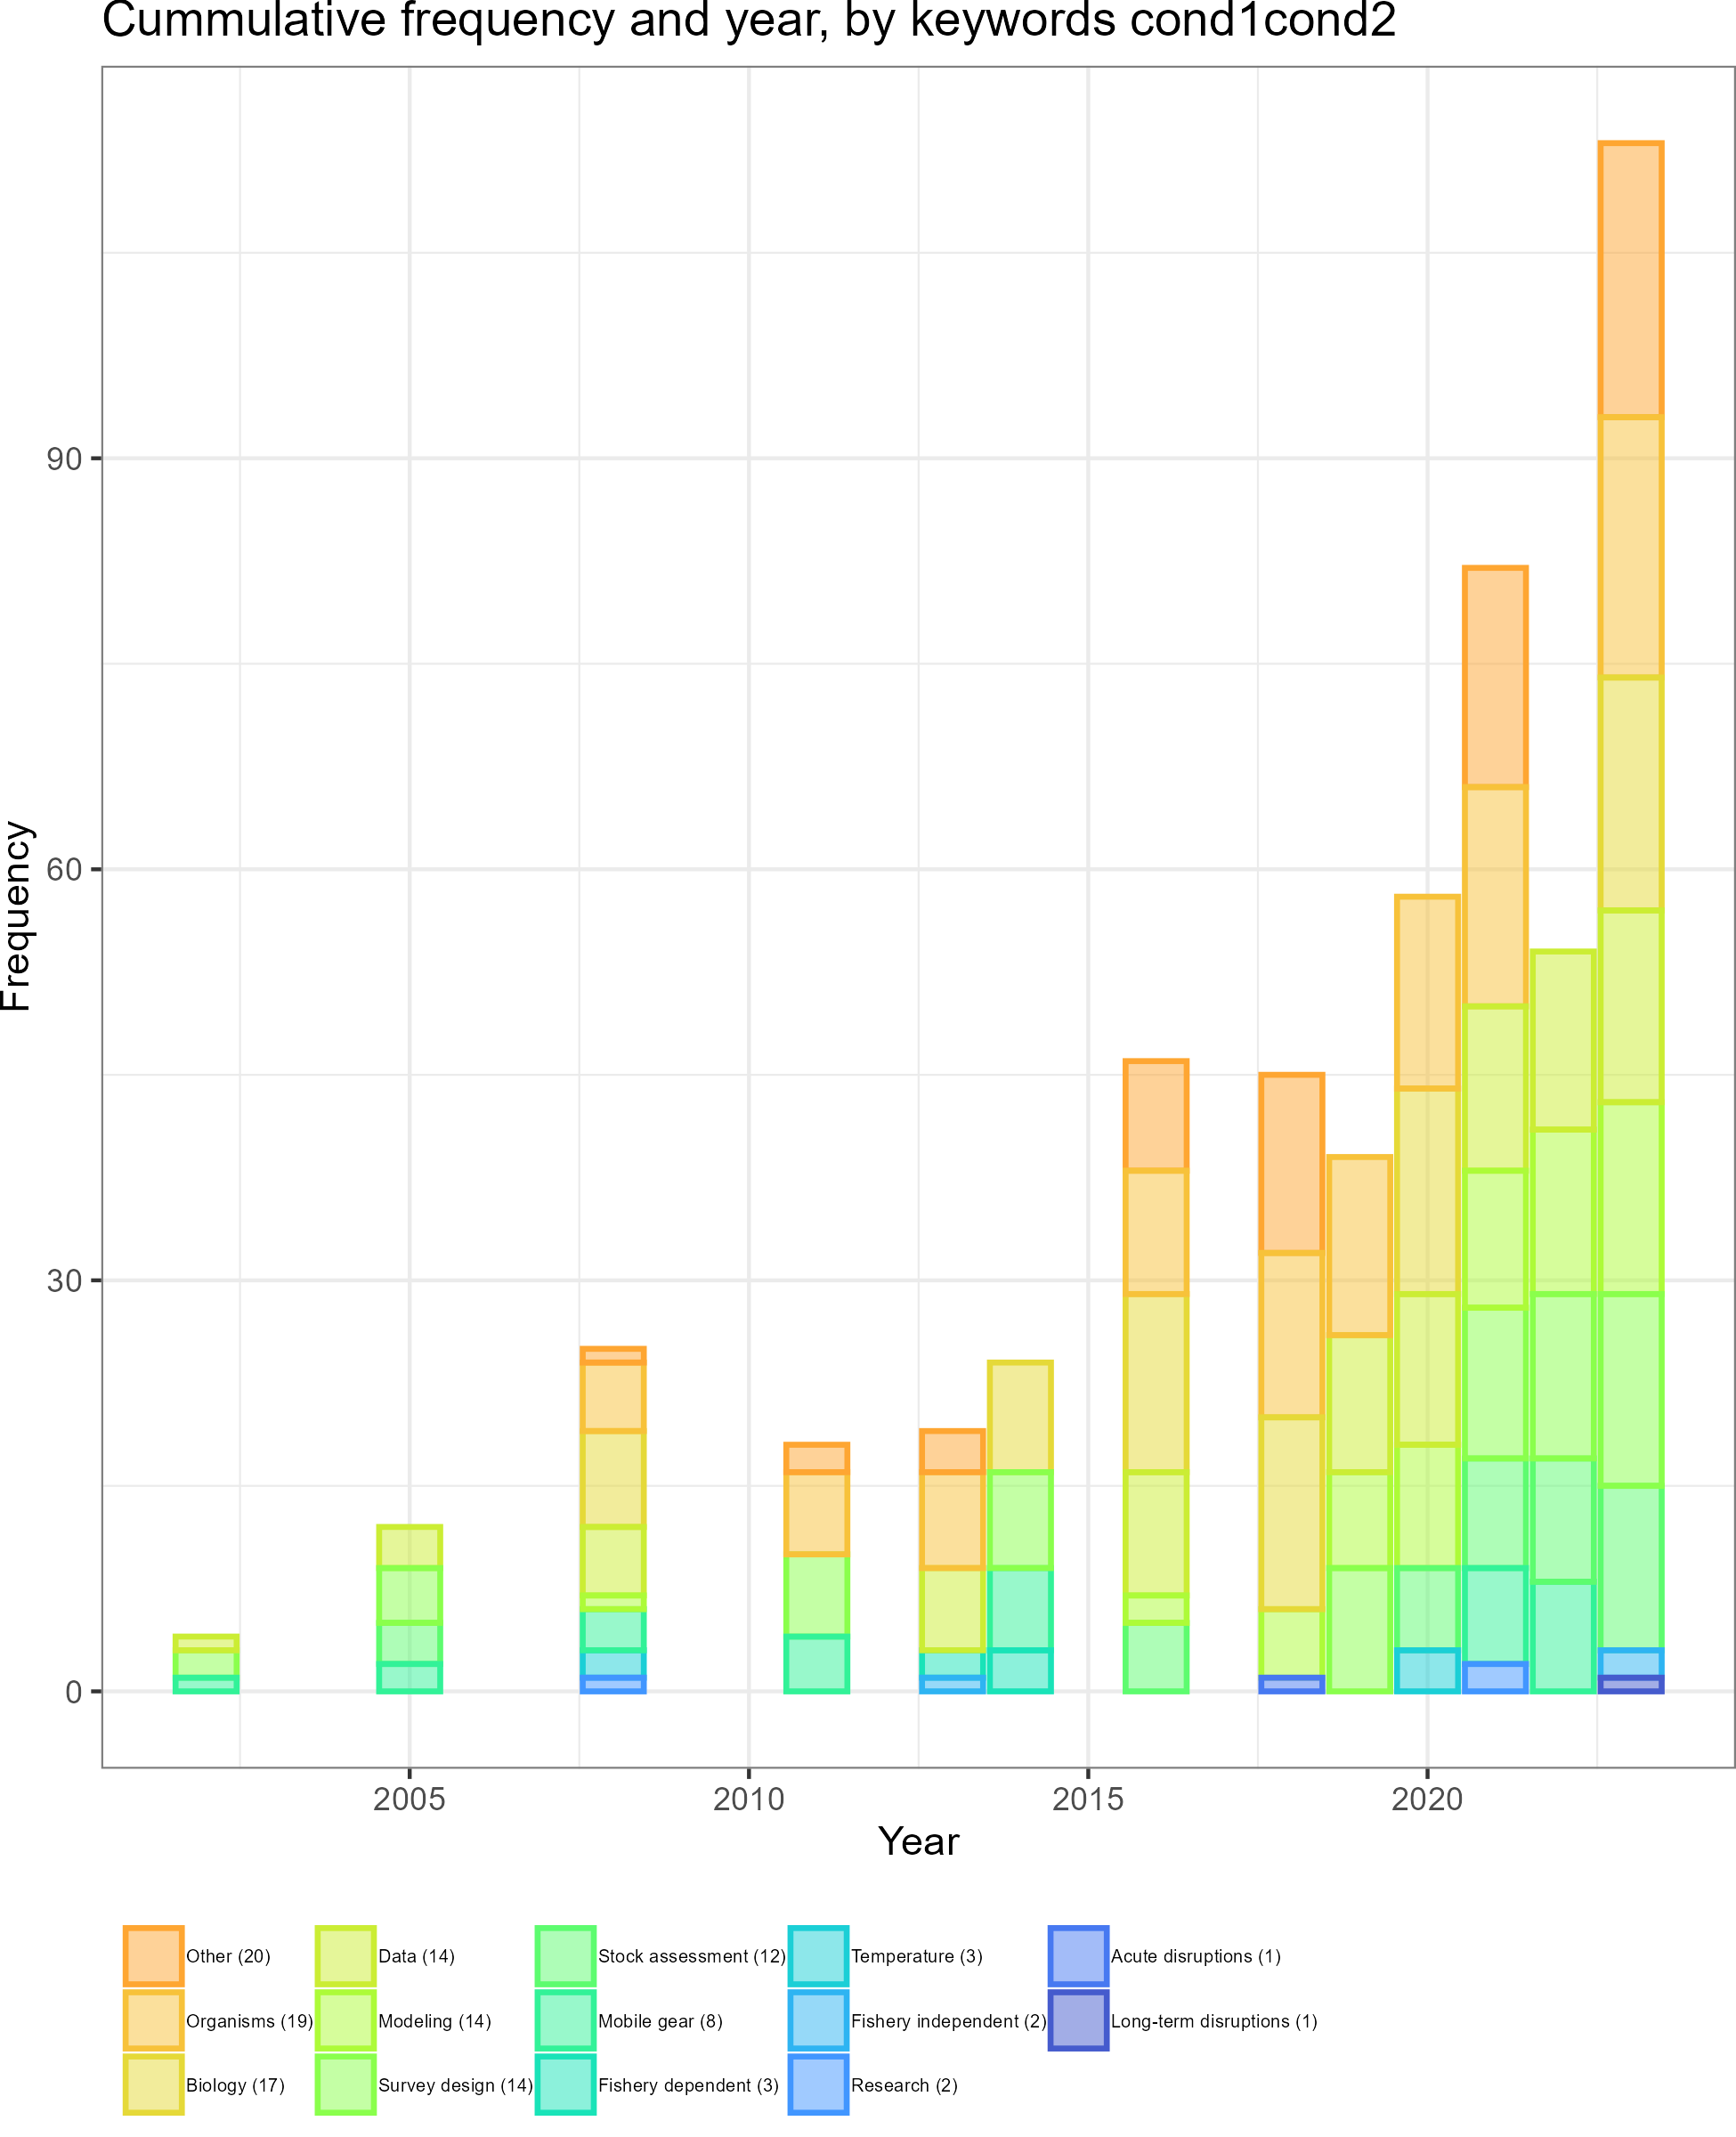 Cummulative frequency and year, by keywords cond1cond2
90
60
30
0
Frequency
2005 2010 2015 2020
Year
Other (20) Data (14) Stock assessment (12) Temperature (3) Acute disruptions (1)
Organisms (19) Modeling (14) Mobile gear (8) Fishery independent (2) Long-term disruptions (1)
Biology (17) Survey design (14) Fishery dependent (3) Research (2)